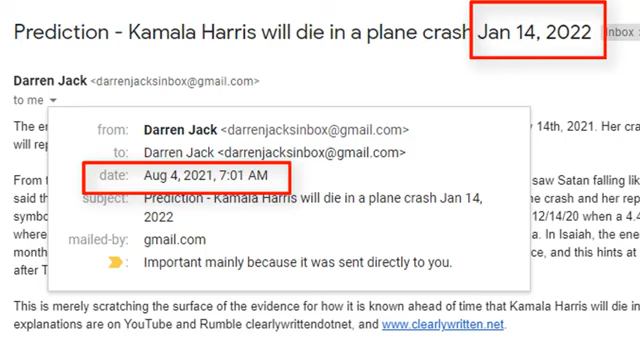 Prediction - Kamala Harris will die in a plane crash Jan 14, 2022 Inbox
Darren Jack <darrenjacksinbox@gmail.com>
to me
The en y 14th, 2021. Her cra
will rep
from: Darren Jack <darrenjacksinbox@gmail.com>
to: Darren Jack <darrenjacksinbox@gmail.com>
date: Aug 4, 2021, 7:01 AM
subject: Prediction - Kamala Harris will die in a plane crash Jan 14,
2022
mailed-by: gmail.com
Important mainly because it was sent directly to you.
From t saw Satan falling lik
said th e crash and her rep
symbo 12/14/20 when a 4.4
where a. In Isaiah, the ene
month ce, and this hints at
after T
This is merely scratching the surface of the evidence for how it is known ahead of time that Kamala Harris will die in
explanations are on YouTube and Rumble clearlywrittendotnet, and www.clearlywritten.net.